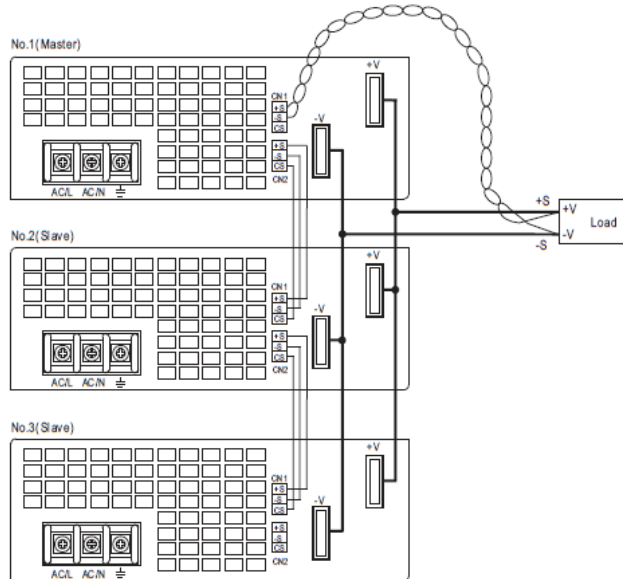 No.1(Master)
+V
CN1
+S
-S
CS
-V
+S
-S
CS
CN2
AC/L AC/N
+S
+V
Load
-V
-S
No.2(Slave)
+V
CN1
+S
-S
CS
-V
+S
-S
CS
CN2
AC/L AC/N
No.3(Slave)
+V
CN1
+S
-S
CS
-V
+S
-S
CS
CN2
AC/L AC/N